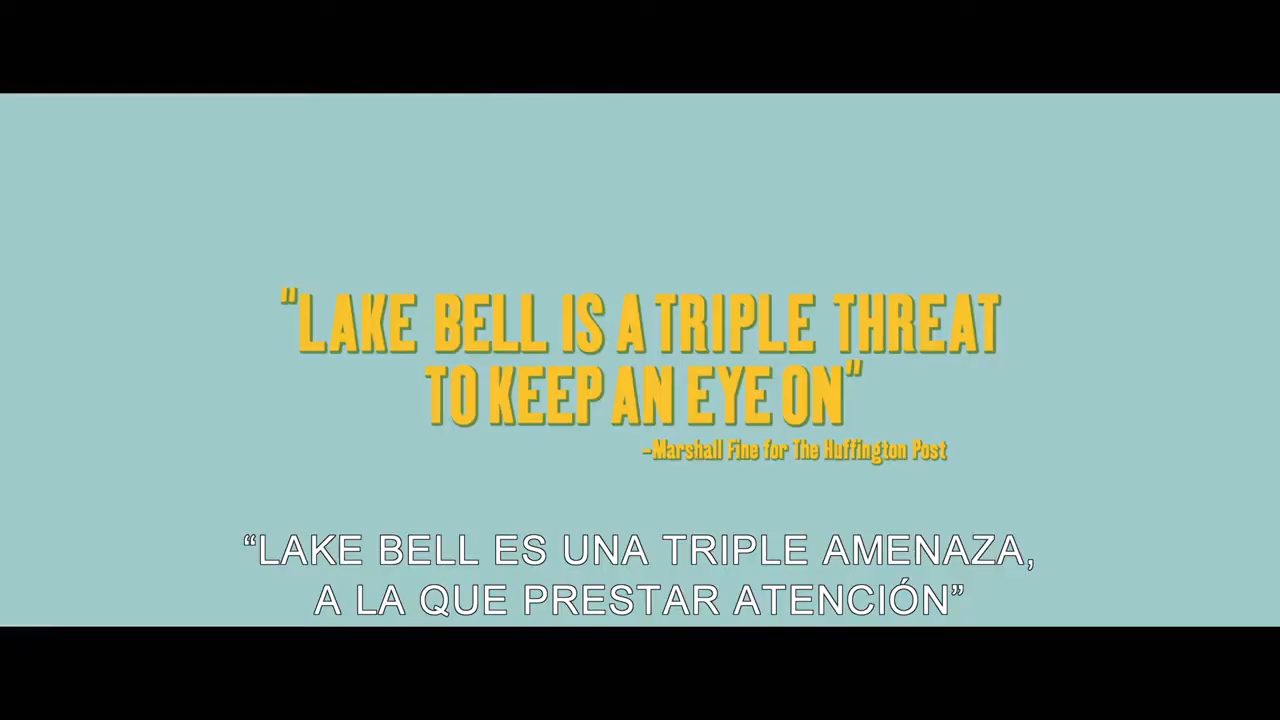 "LAKE BELL IS A TRIPLE THREAT
TO KEEP AN EYE ON"
–Marshall Fine for The Huffington Post
“LAKE BELL ES UNA TRIPLE AMENAZA,
A LA QUE PRESTAR ATENCIÓN”